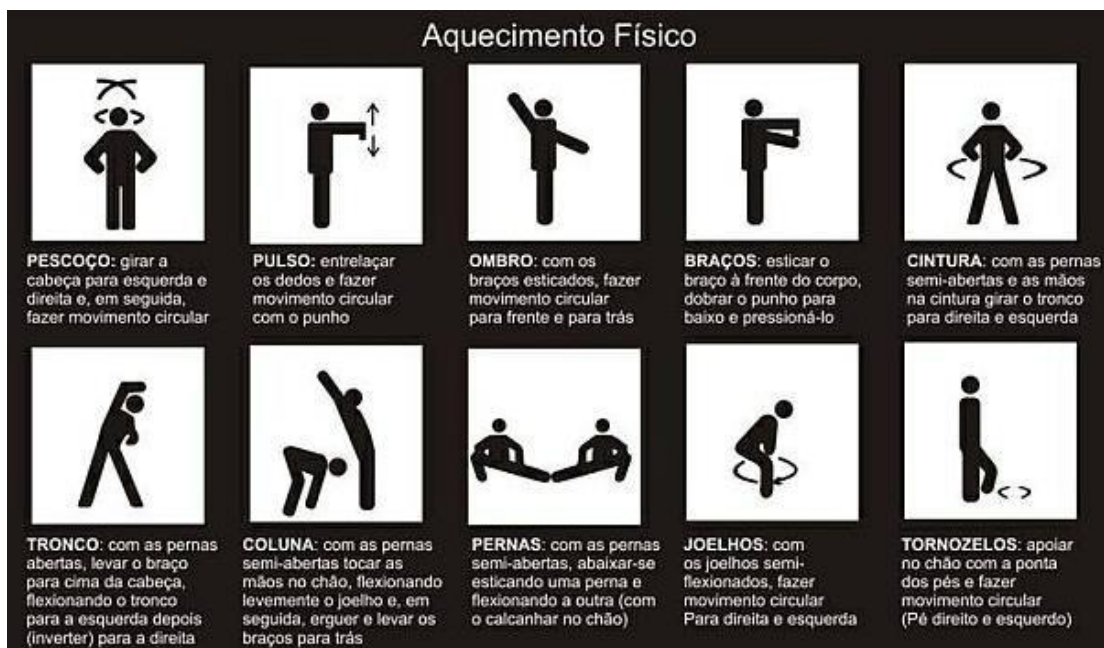 Aquecimento Físico
PESCOÇO: girar a
cabeça para esquerda e
direita e, em seguida,
fazer movimento circular
PULSO: entrelaçar
os dedos e fazer
movimento circular
com o punho
OMBRO: com os
braços esticados, fazer
movimento circular
para frente e para trás
BRAÇOS: esticar o
braço à frente do corpo,
dobrar o punho para
baixo e pressioná-lo
CINTURA: com as pernas
semi-abertas e as mãos
na cintura girar o tronco
para direita e esquerda
TRONCO: com as pernas
abertas, levar o braço
para cima da cabeça,
flexionando o tronco
para a esquerda depois
(inverter) para a direita
COLUNA: com as pernas
semi-abertas tocar as
mãos no chão, flexionando
levemente o joelho e, em
seguida, erguer e levar os
braços para trás
PERNAS: com as pernas
semi-abertas, abaixar-se
esticando uma perna e
flexionando a outra (com
o calcanhar no chão)
JOELHOS: com
os joelhos semi-
flexionados, fazer
movimento circular
Para direita e esquerda
TORNOZELOS: apoiar
no chão com a ponta
dos pés e fazer
movimento circular
(Pé direito e esquerdo)